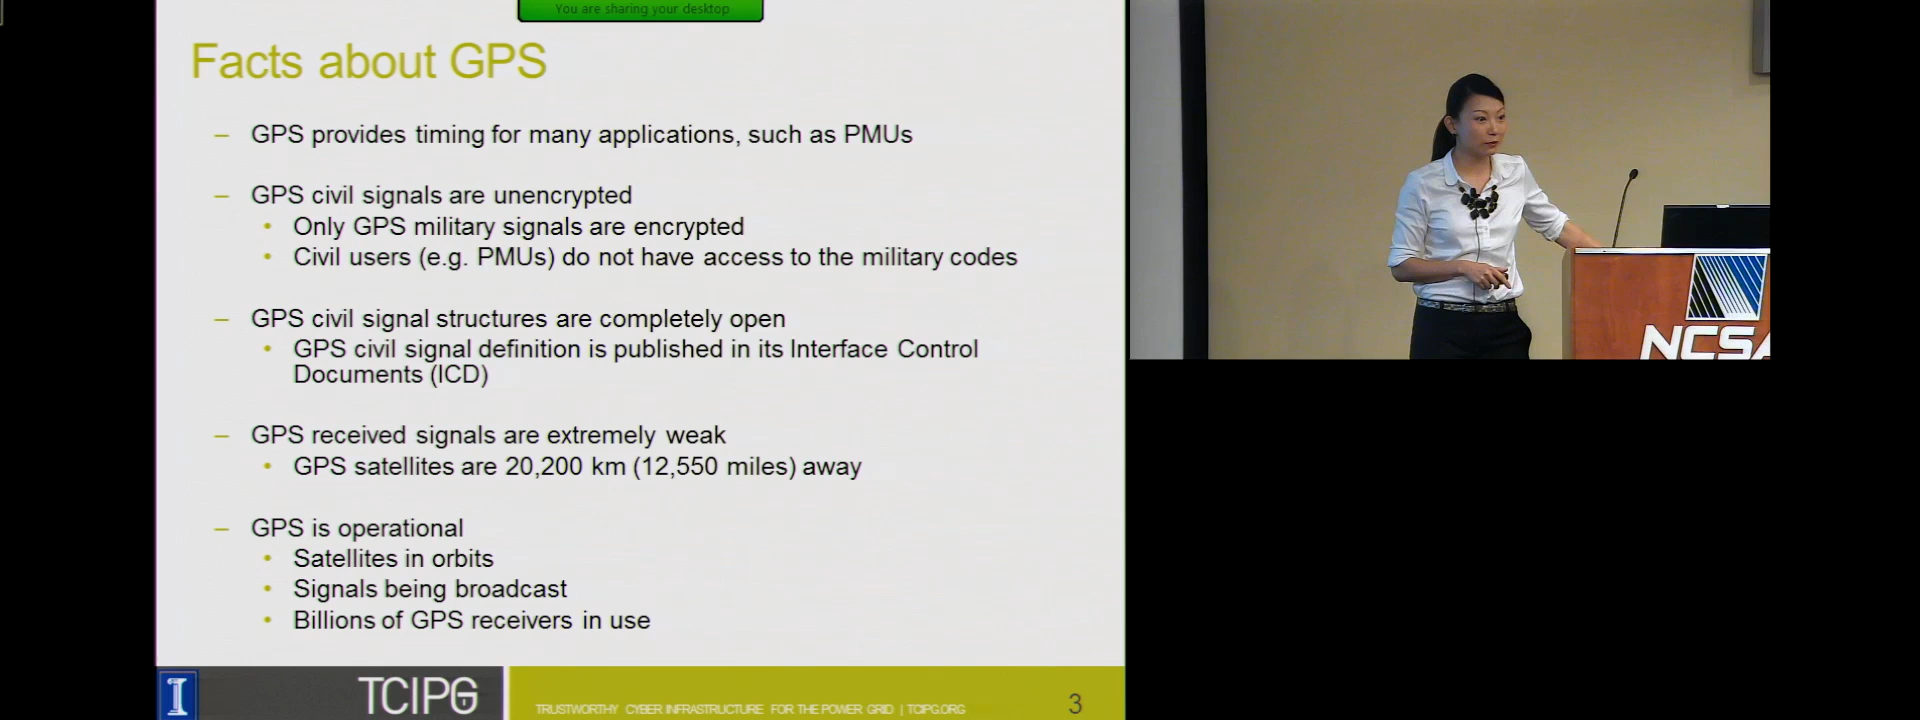 You are sharing your desktop
Facts about GPS
– GPS provides timing for many applications, such as PMUs
– GPS civil signals are unencrypted
• Only GPS military signals are encrypted
• Civil users (e.g. PMUs) do not have access to the military codes
– GPS civil signal structures are completely open
• GPS civil signal definition is published in its Interface Control
Documents (ICD)
– GPS received signals are extremely weak
• GPS satellites are 20,200 km (12,550 miles) away
– GPS is operational
• Satellites in orbits
• Signals being broadcast
• Billions of GPS receivers in use
I
TCIPG
TRUSTWORTHY CYBER INFRASTRUCTURE FOR THE POWER GRID | TCIPG.ORG
3
NCSA